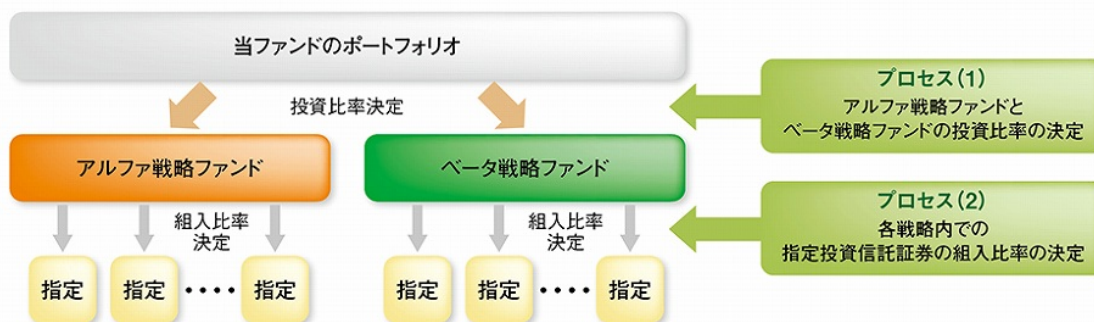 当ファンドのポートフォリオ
投資比率決定
プロセス(1)
アルファ戦略ファンドと
ベータ戦略ファンドの投資比率の決定
アルファ戦略ファンド
ベータ戦略ファンド
組入比率
決定
組入比率
決定
プロセス(2)
各戦略内での
指定投資信託証券の組入比率の決定
指定 指定 ････ 指定
指定 指定 ････ 指定